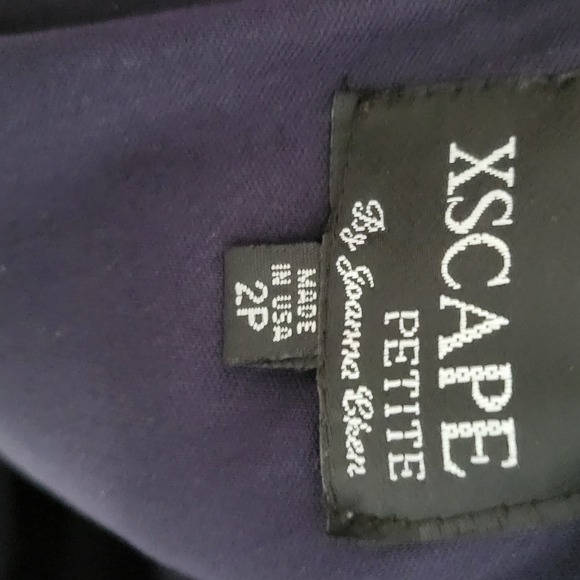 XSCAPE
PETITE
By Joanna Chen
MADE
IN USA
2P